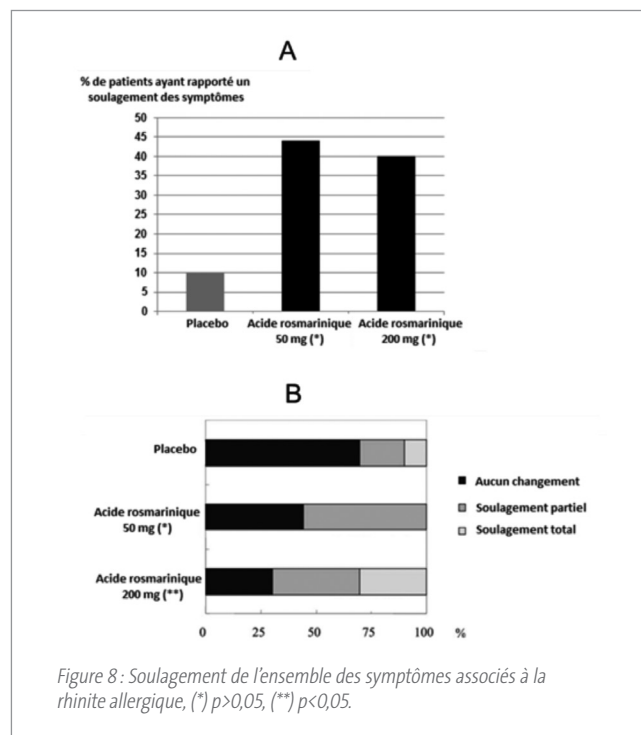 A
% de patients ayant rapporté un
soulagement des symptômes
50
45
40
35
30
25
20
15
10
5
0
Placebo
Acide rosmarinique
50 mg (*)
Acide rosmarinique
200 mg (*)
B
Placebo
Acide rosmarinique
50 mg (*)
Acide rosmarinique
200 mg (**)
0 25 50 75 100 %
Aucun changement
Soulagement partiel
Soulagement total
Figure 8 : Soulagement de l’ensemble des symptômes associés à la
rhinite allergique, (*) p>0,05, (**) p<0,05.